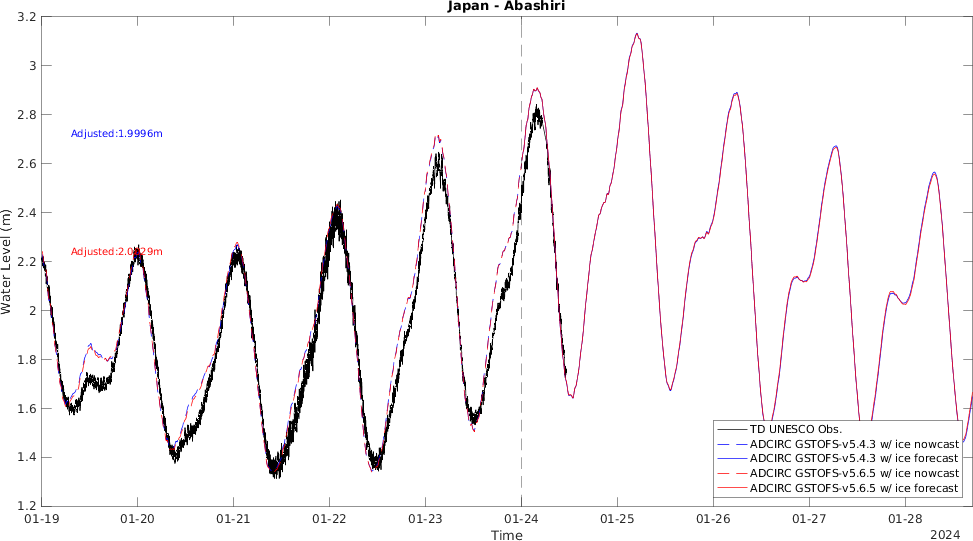 Japan - Abashiri
3.2
3
2.8
2.6
2.4
2.2
2
1.8
1.6
1.4
1.2
Water Level (m)
Adjusted:1.9996m
TD UNESCO Obs.
ADCIRC GSTOFS-v5.4.3 w/ ice nowcast
ADCIRC GSTOFS-v5.4.3 w/ ice forecast
ADCIRC GSTOFS-v5.6.5 w/ ice nowcast
ADCIRC GSTOFS-v5.6.5 w/ ice forecast
01-19 01-20 01-21 01-22 01-23 01-24 01-25 01-26 01-27 01-28
Time
2024